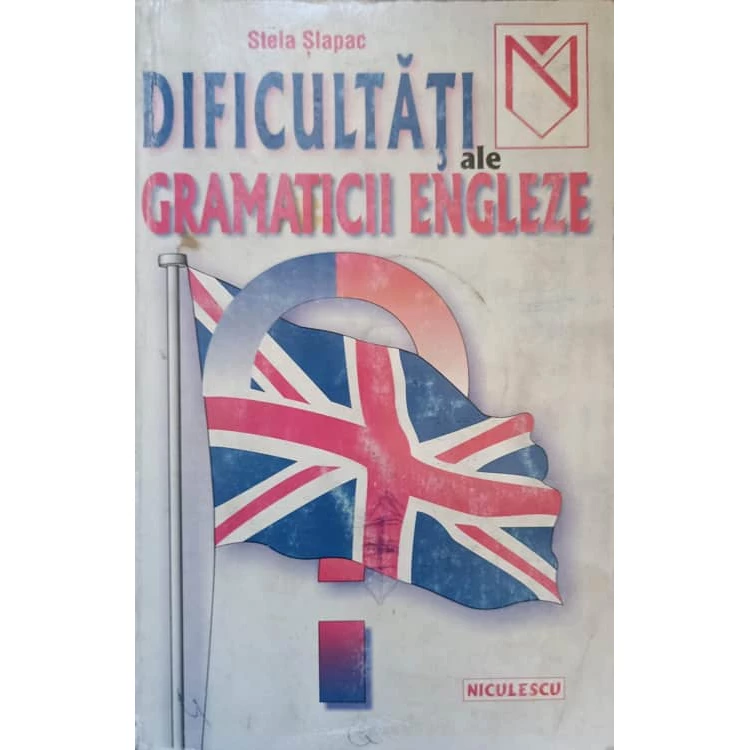 Stela Șlapac
DIFICULTĂȚI
ale
GRAMATICII ENGLEZE
NICULESCU